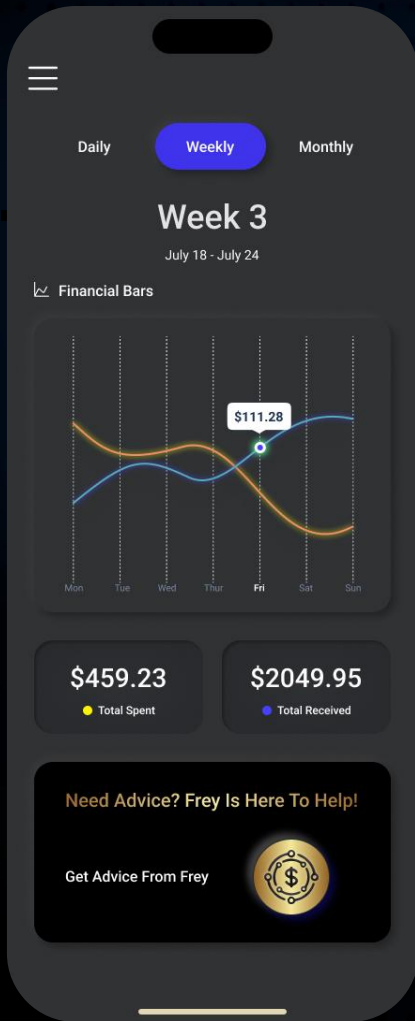 Daily Weekly Monthly
Week 3
July 18 - July 24
Financial Bars
$111.28
Mon Tue Wed Thur Fri Sat Sun
$459.23 $2049.95
Total Spent Total Received
Need Advice? Frey Is Here To Help!
Get Advice From Frey
$